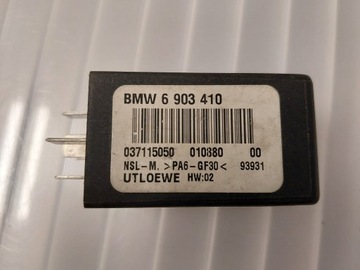 BMW 6 903 410
037115050 010880 00
NSL-M. >PA6-GF30< 93931
UTLOEWE HW:02